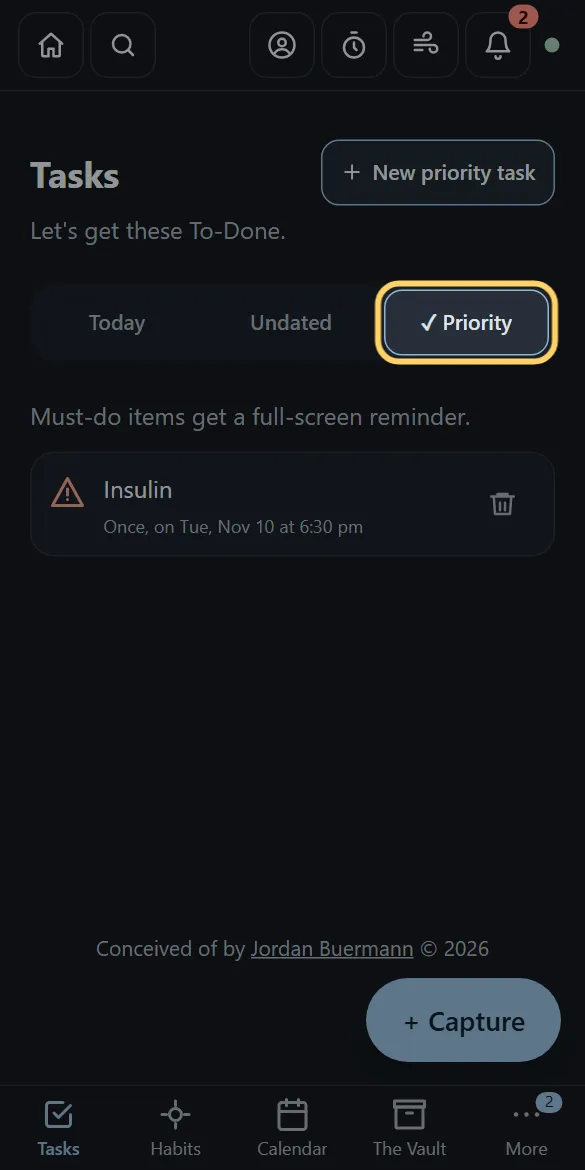 2
Tasks
+ New priority task
Let's get these To-Done.
Today
Undated
✓ Priority
Must-do items get a full-screen reminder.
Insulin
Once, on Tue, Nov 10 at 6:30 pm
Conceived of by Jordan Buermann © 2026
+ Capture
2
Tasks
Habits
Calendar
The Vault
More